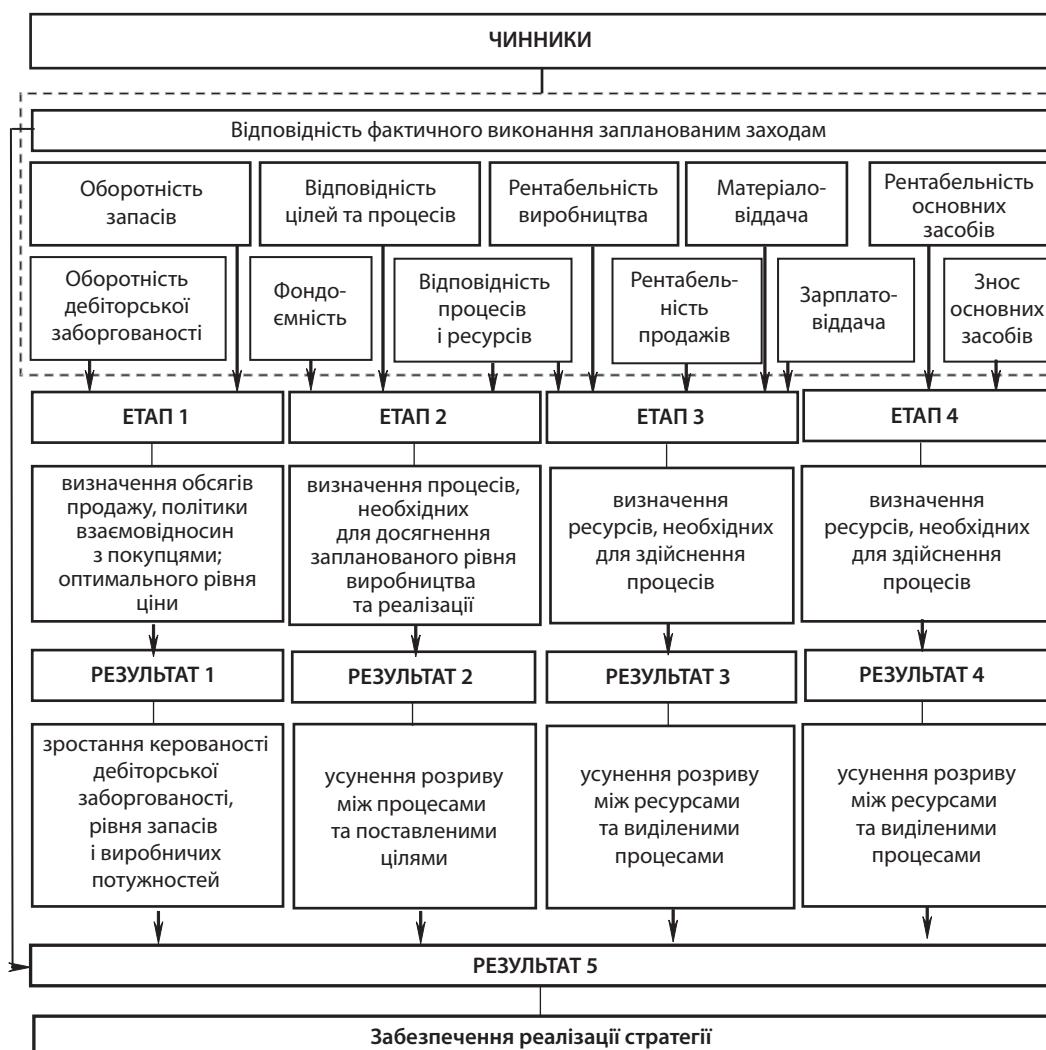 ЧИННИКИ
Відповідність фактичного виконання запланованим заходам
Оборотність
запасів
Відповідність
цілей та процесів
Рентабельність
виробництва
Матеріало-
віддача
Рентабельність
основних
засобів
Оборотність
дебіторської
заборгованості
Фондо-
ємність
Відповідність
процесів
і ресурсів
Рентабель-
ність
продажів
Зарплато-
віддача
Знос
основних
засобів
ЕТАП 1
ЕТАП 2
ЕТАП 3
ЕТАП 4
визначення обсягів
продажу, політики
взаємовідносин
з покупцями;
оптимального рівня
ціни
визначення процесів,
необхідних
для досягнення
запланованого рівня
виробництва
та реалізації
визначення
ресурсів, необхідних
для здійснення
процесів
визначення
ресурсів, необхідних
для здійснення
процесів
РЕЗУЛЬТАТ 1
РЕЗУЛЬТАТ 2
РЕЗУЛЬТАТ 3
РЕЗУЛЬТАТ 4
зростання керованості
дебіторської
заборгованості,
рівня запасів
і виробничих
потужностей
усунення розриву
між процесами
та поставленими
цілями
усунення розриву
між ресурсами
та виділеними
процесами
усунення розриву
між ресурсами
та виділеними
процесами
РЕЗУЛЬТАТ 5
Забезпечення реалізації стратегії